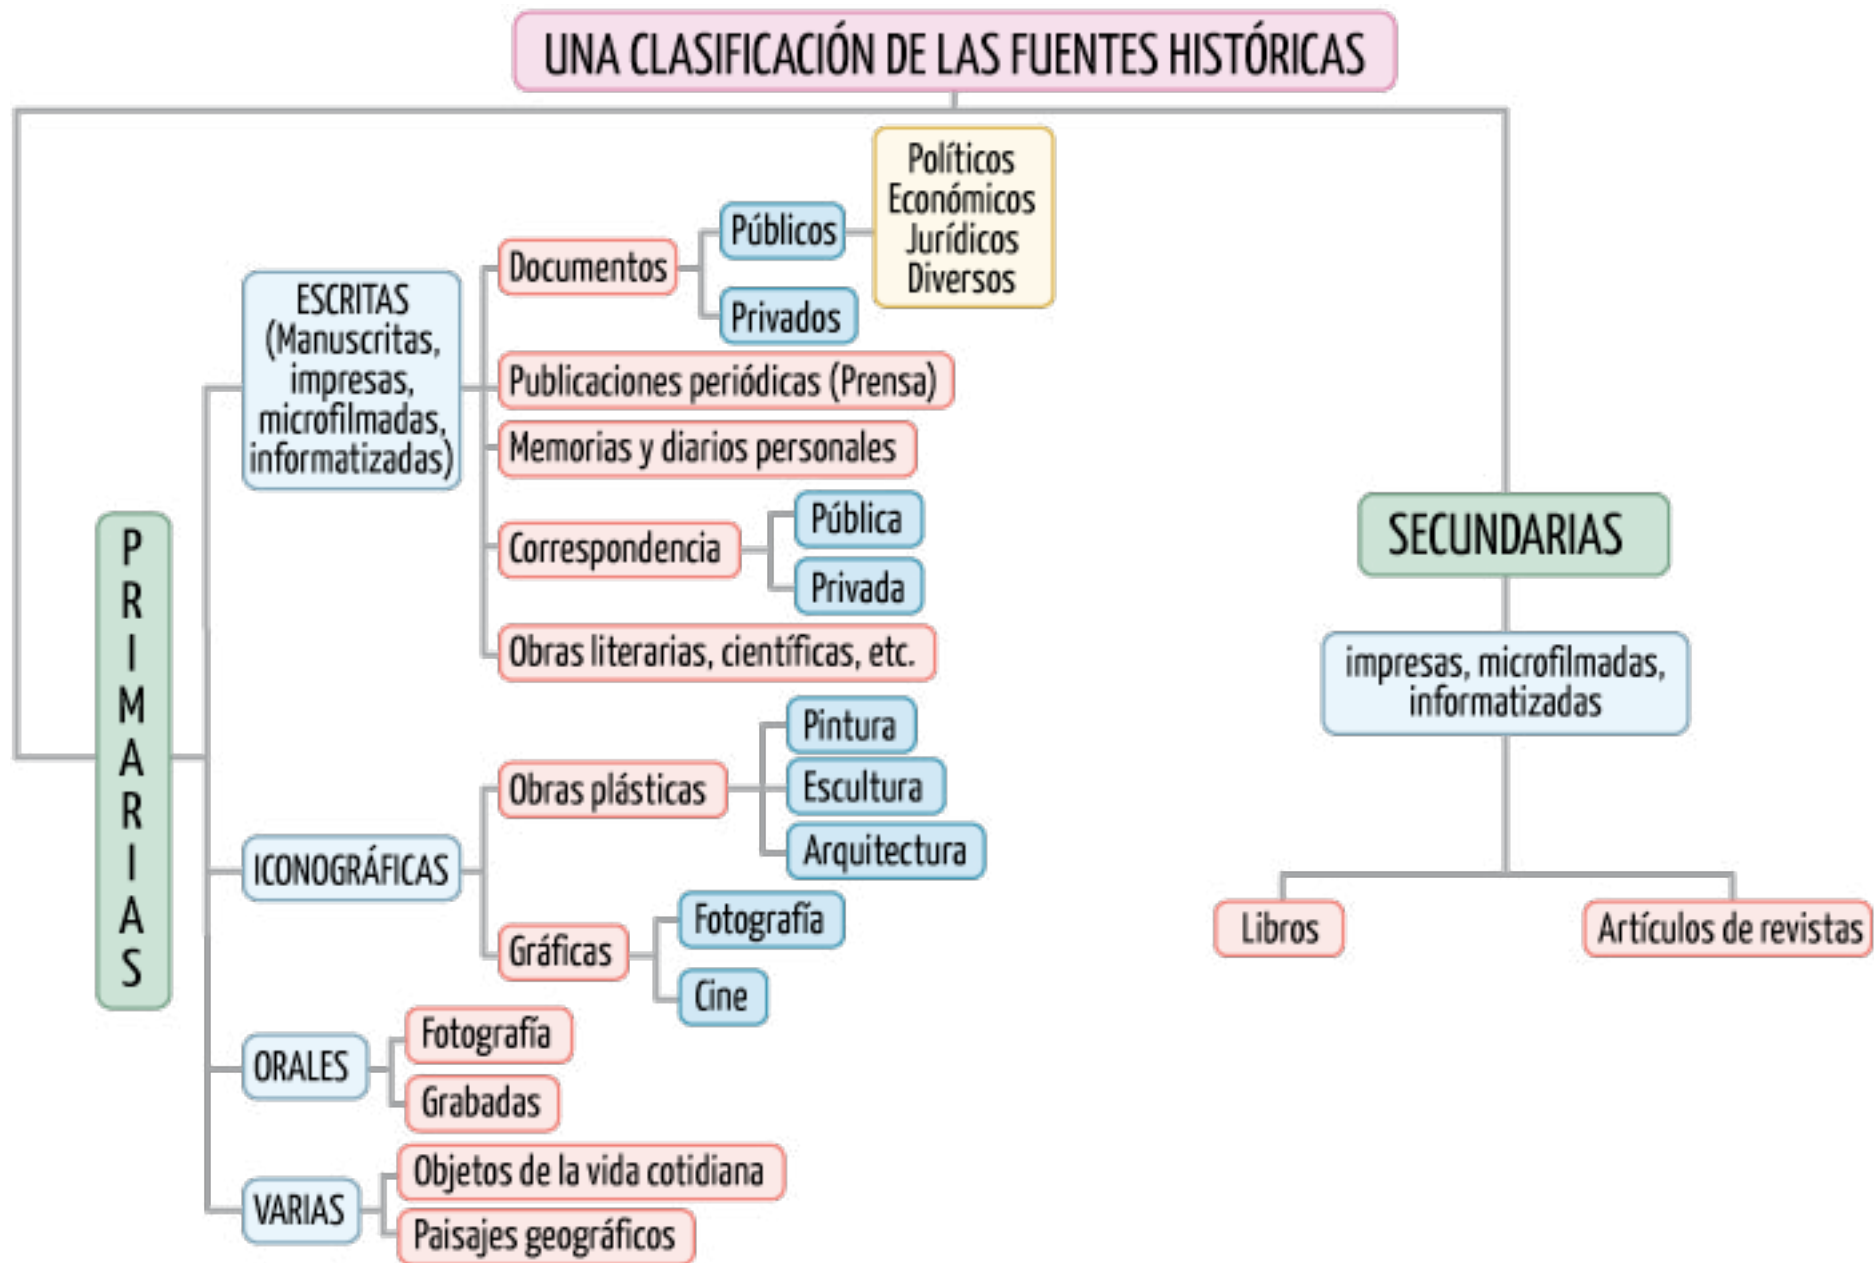 UNA CLASIFICACIÓN DE LAS FUENTES HISTÓRICAS
PRIMARIAS
ESCRITAS
(Manuscritas,
impresas,
microfilmadas,
informatizadas)
Documentos
Públicos
Políticos
Económicos
Jurídicos
Diversos
Privados
Publicaciones periódicas (Prensa)
Memorias y diarios personales
Correspondencia
Pública
Privada
Obras literarias, científicas, etc.
ICONOGRÁFICAS
Obras plásticas
Pintura
Escultura
Arquitectura
Gráficas
Fotografía
Cine
ORALES
Fotografía
Grabadas
VARIAS
Objetos de la vida cotidiana
Paisajes geográficos
SECUNDARIAS
impresas, microfilmadas,
informatizadas
Libros
Artículos de revistas